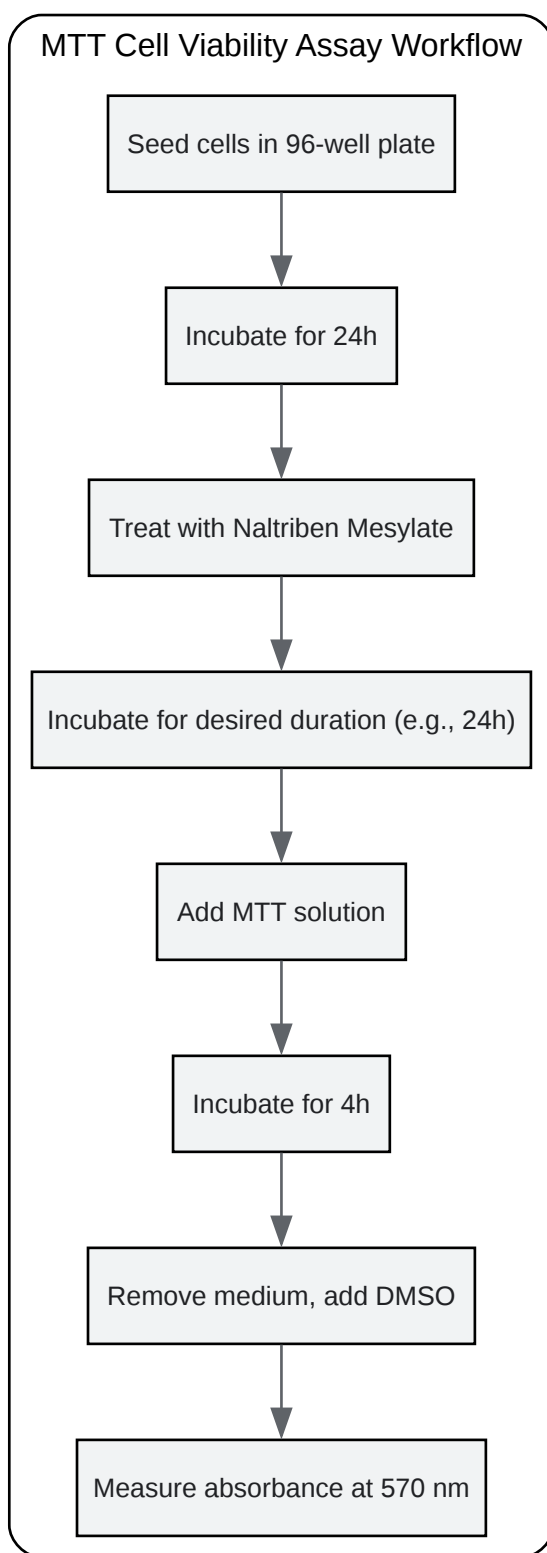 MTT Cell Viability Assay Workflow
Seed cells in 96-well plate
Incubate for 24h
Treat with Naltriben Mesylate
Incubate for desired duration (e.g., 24h)
Add MTT solution
Incubate for 4h
Remove medium, add DMSO
Measure absorbance at 570 nm